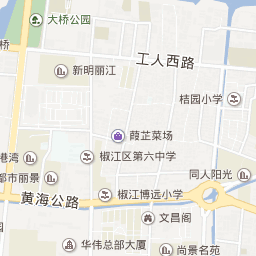 大桥公园
桥
工人西路
新明丽江
桔园小学
葭芷菜场
港湾
椒江区第六中学
都市丽景
同人阳光
黄海公路
椒江博远小学
文昌阁
华伟总部大厦
尚景名苑